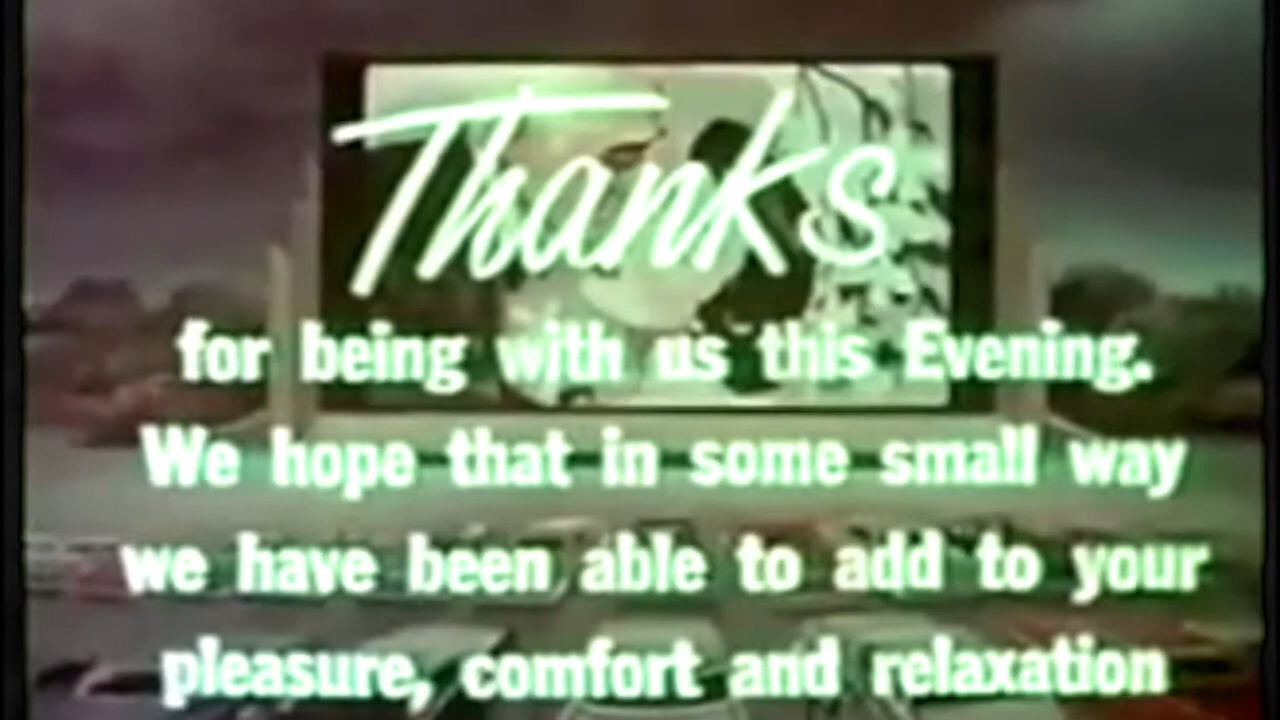 Thanks
for being with us this Evening.
We hope that in some small way
we have been able to add to your
pleasure, comfort and relaxation